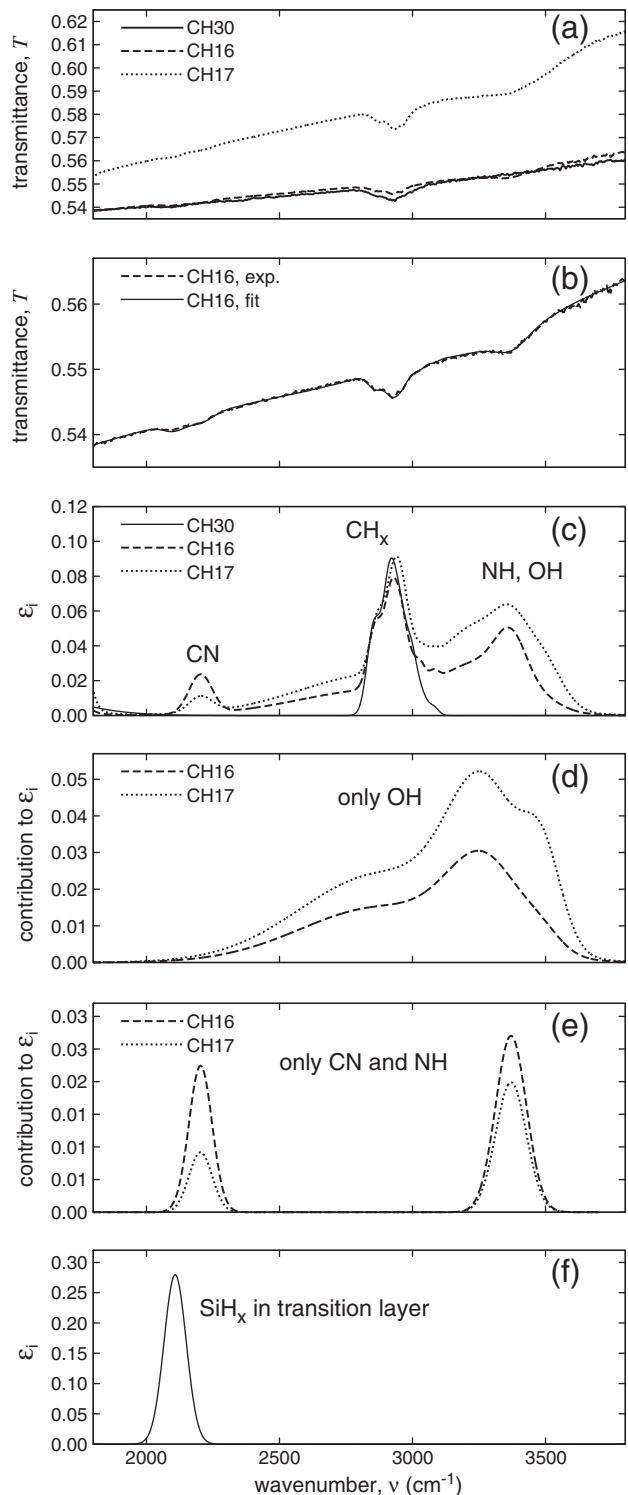 (a)
CH30
CH16
CH17
transmittance, T
0.62
0.61
0.60
0.59
0.58
0.57
0.56
0.55
0.54
(b)
CH16, exp.
CH16, fit
transmittance, T
0.56
0.55
0.54
(c)
CH30
CH16
CH17
CHx
NH, OH
CN
εi
0.12
0.10
0.08
0.06
0.04
0.02
0.00
(d)
CH16
CH17
only OH
contribution to εi
0.05
0.04
0.03
0.02
0.01
0.00
(e)
CH16
CH17
only CN and NH
contribution to εi
0.03
0.03
0.02
0.01
0.01
0.00
(f)
SiHx in transition layer
εi
0.30
0.25
0.20
0.15
0.10
0.05
0.00
2000 2500 3000 3500
wavenumber, ν (cm-1)